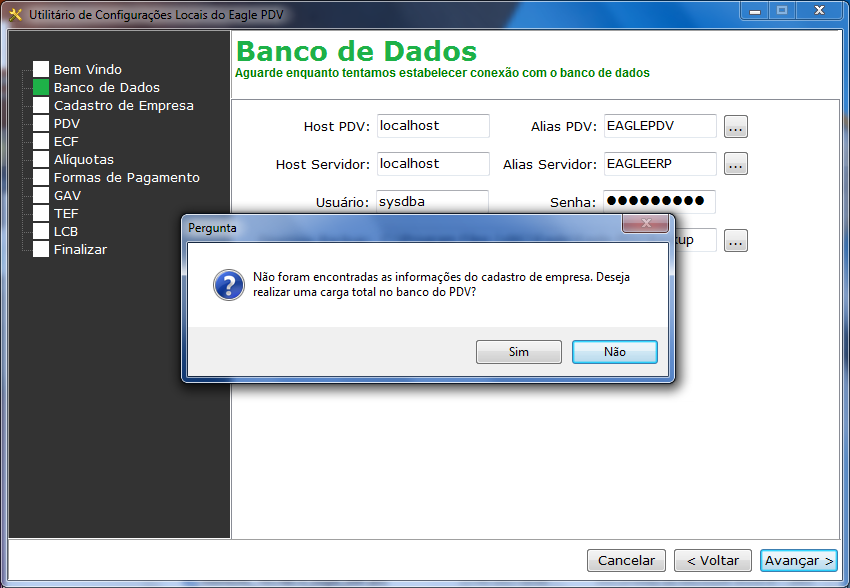 Utilitário de Configurações Locais do Eagle PDV
Bem Vindo
Banco de Dados
Cadastro de Empresa
PDV
ECF
Alíquotas
Formas de Pagamento
GAV
TEF
LCB
Finalizar
Banco de Dados
Aguarde enquanto tentamos estabelecer conexão com o banco de dados
Host PDV: localhost Alias PDV: EAGLEPDV ...
Host Servidor: localhost Alias Servidor: EAGLEERP ...
Usuário: sysdba Senha: ●●●●●●●●●
...
Pergunta
Não foram encontradas as informações do cadastro de empresa. Deseja
realizar uma carga total no banco do PDV?
Sim Não
Cancelar < Voltar Avançar >